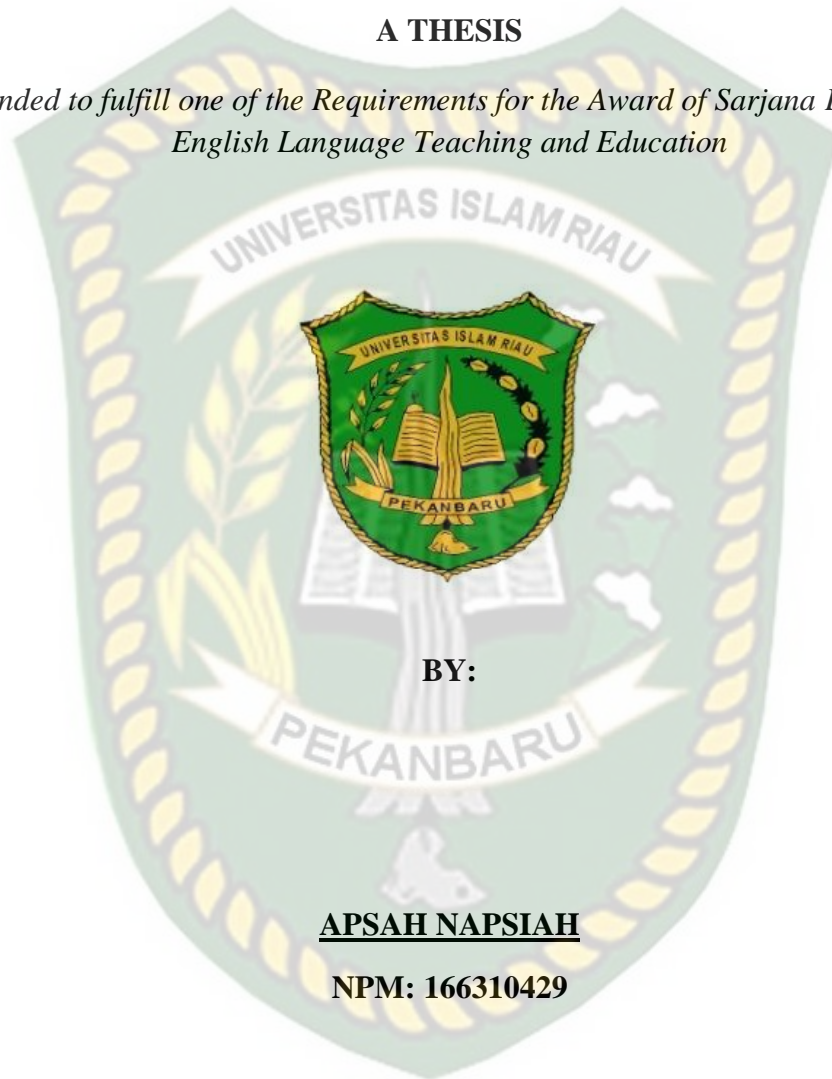 A THESIS
nded to fulfill one of the Requirements for the Award of Sarjana
English Language Teaching and Education
UNIVERSITAS ISLAM RIAU
UNIVERSITAS ISLAM RIAU
PEKANBARU
BY:
PEKANBARU
APSAH NAPSIAH
NPM: 166310429